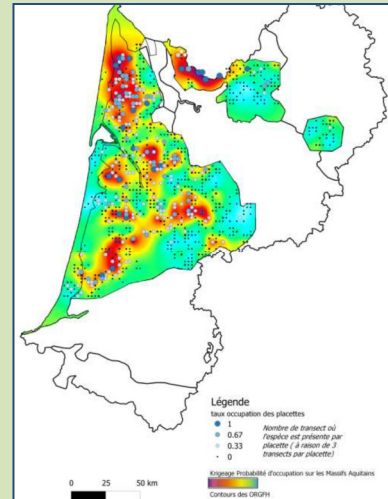 Légende
taux occupation des placettes
1
0.67
0.33
0
Nombre de transect où
l'espèce est présente par
placette ( à raison de 3
transects par placette)
Krigeage Probabilité d'occupation sur les Massifs Aquitains
Contours des ORGFH
0 25 50 km